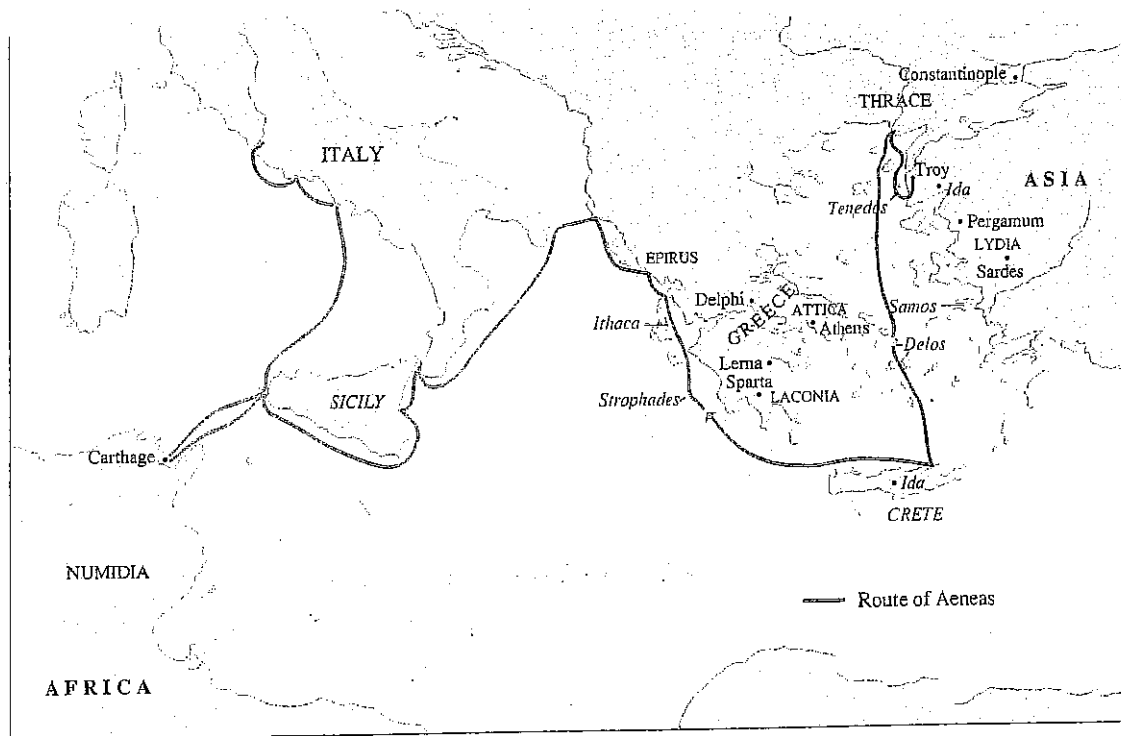 Constantinople
THRACE
ITALY
Troy
Ida
ASIA
Tenedos
Pergamum
LYDIA
Sardes
EPIRUS
Delphi
GREECE
ATTICA
Athens
Samos
Ithaca
Delos
Lerna
Sparta
LACONIA
Strophades
SICILY
Carthage
Ida
CRETE
NUMIDIA
Route of Aeneas
AFRICA